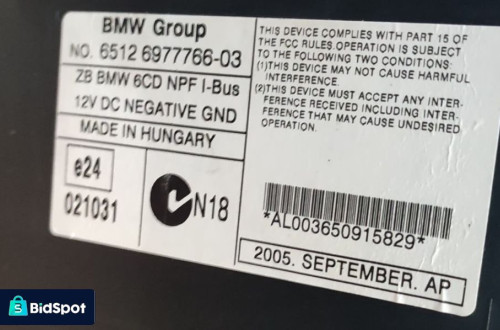 BMW Group
NO. 6512 6977766-03
ZB BMW 6CD NPF I-Bus
12V DC NEGATIVE GND
MADE IN HUNGARY
e24
021031
N18
THIS DEVICE COMPLIES WITH PART 15 OF
THE FCC RULES.OPERATION IS SUBJECT
TO THE FOLLOWING TWO CONDITIONS:
(1)THIS DEVICE MAY NOT CAUSE HARMFUL
INTERFERENCE.
(2)THIS DEVICE MUST ACCEPT ANY INTER-
FERENCE RECEIVED INCLUDING INTER-
FERENCE THAT MAY CAUSE UNDESIRED
OPERATION.
*AL003650915829*
2005. SEPTEMBER. AP
BidSpot